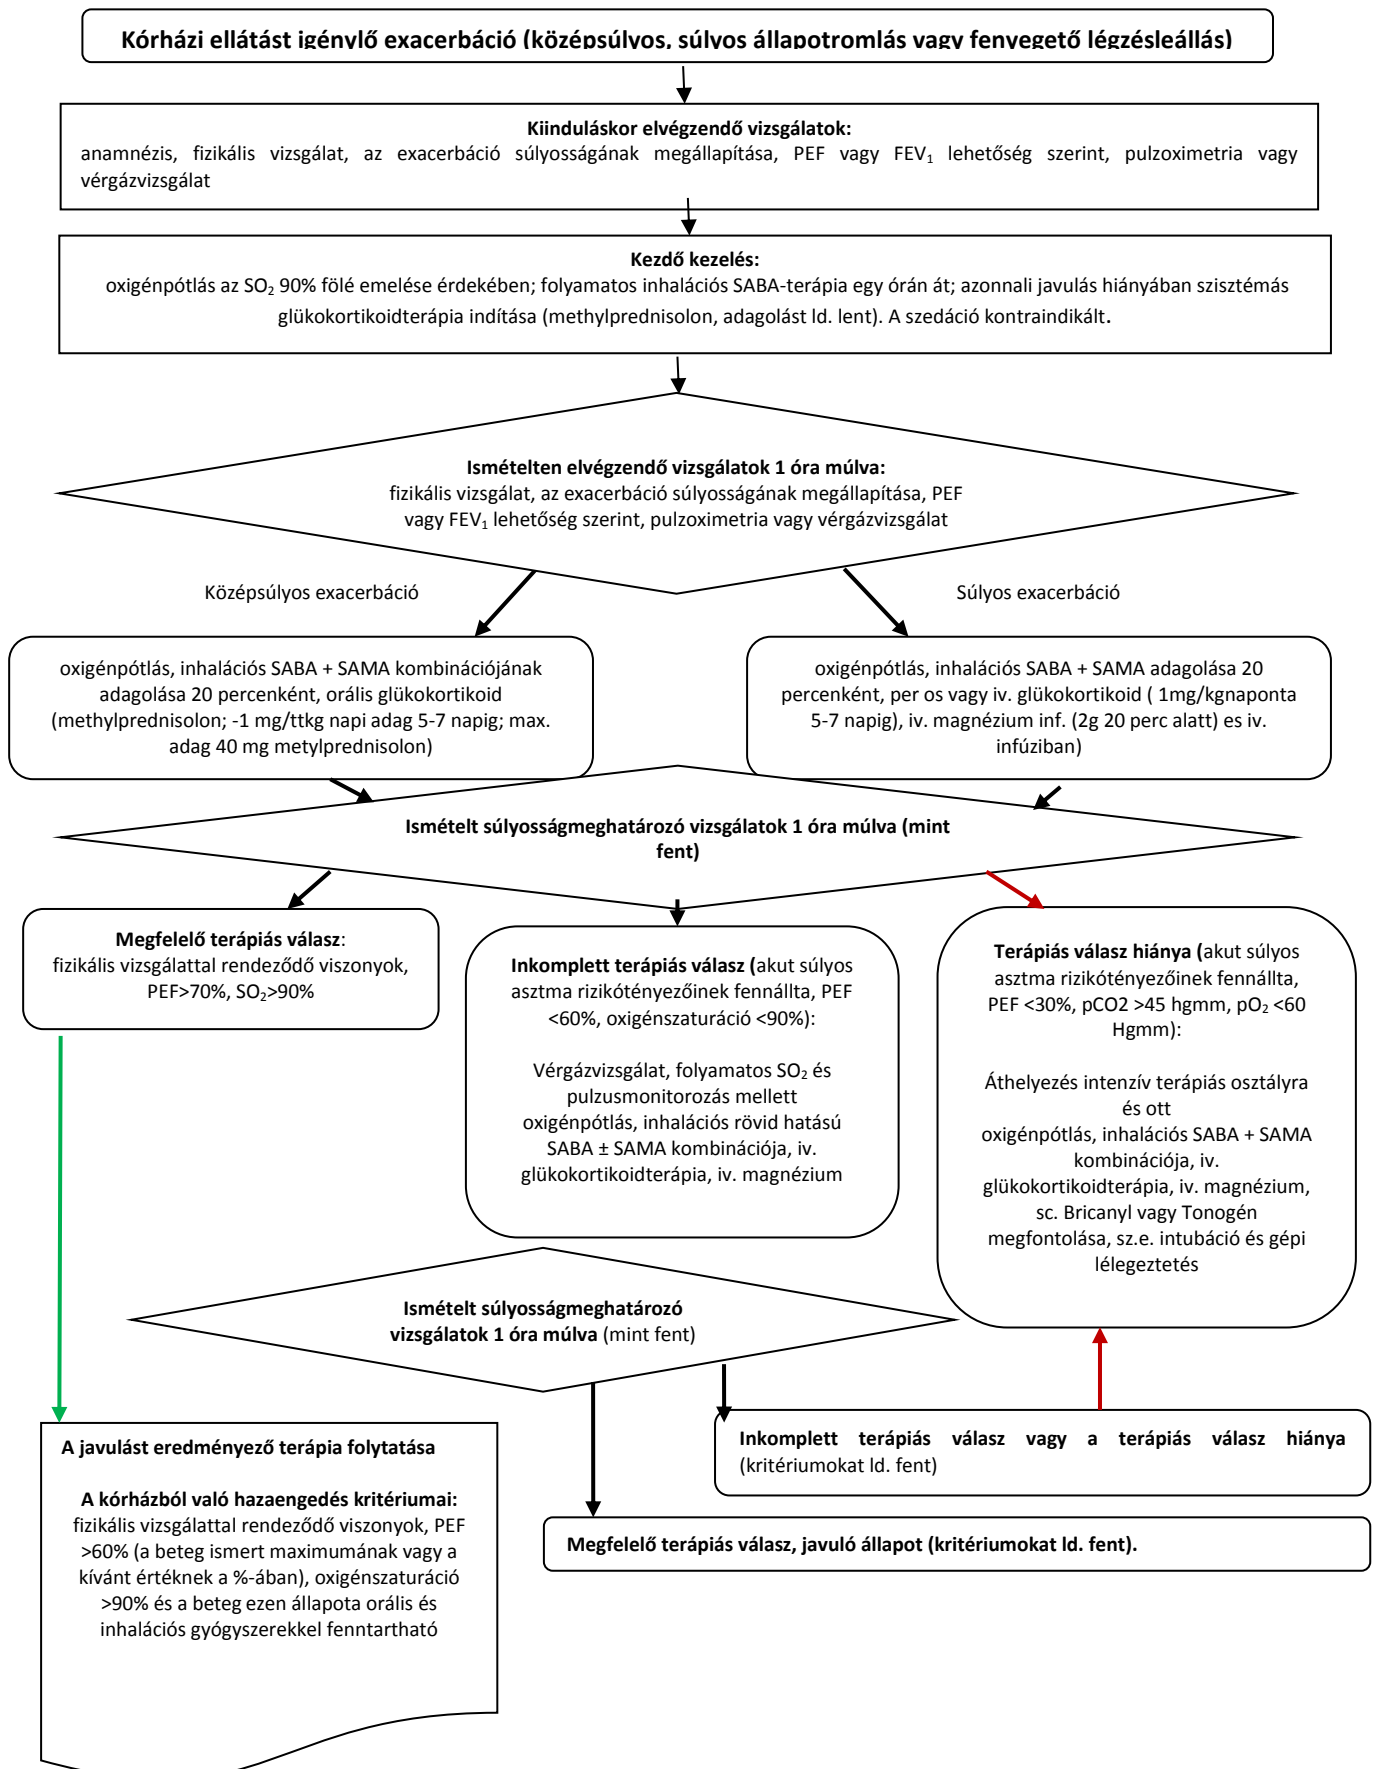 Kórházi ellátást igénylő exacerbáció (középsúlyos, súlyos állapotromlás vagy fenyegető légzésleállás)
Kiinduláskor elvégzendő vizsgálatok:
anamnézis, fizikális vizsgálat, az exacerbáció súlyosságának megállapítása, PEF vagy FEV₁ lehetőség szerint, pulzoximetria vagy
vérgázvizsgálat
Kezdő kezelés:
oxigénpótlás az SO₂ 90% fölé emelése érdekében; folyamatos inhalációs SABA-terápia egy órán át; azonnali javulás hiányában szisztémás
glükokortikoidterápia indítása (methylprednisolon, adagolást ld. lent). A szedáció kontraindikált.
Ismételten elvégzendő vizsgálatok 1 óra múlva:
fizikális vizsgálat, az exacerbáció súlyosságának megállapítása, PEF
vagy FEV₁ lehetőség szerint, pulzoximetria vagy vérgázvizsgálat
Középsúlyos exacerbáció
Súlyos exacerbáció
oxigénpótlás, inhalációs SABA + SAMA kombinációjának
adagolása 20 percenként, orális glükokortikoid
(methylprednisolon; -1 mg/ttkg napi adag 5-7 napig; max.
adag 40 mg metylprednisolon)
oxigénpótlás, inhalációs SABA + SAMA adagolása 20
percenként, per os vagy iv. glükokortikoid ( 1mg/kgnaponta
5-7 napig), iv. magnézium inf. (2g 20 perc alatt) es iv.
infúziban)
Ismételt súlyosságmeghatározó vizsgálatok 1 óra múlva (mint
fent)
Megfelelő terápiás válasz:
fizikális vizsgálattal rendeződő viszonyok,
PEF>70%, SO₂>90%
Inkomplett terápiás válasz (akut súlyos
asztma rizikótényezőinek fennállta, PEF
<60%, oxigénszaturáció <90%):
Vérgázvizsgálat, folyamatos SO₂ és
pulzusmonitorozás mellett
oxigénpótlás, inhalációs rövid hatású
SABA ± SAMA kombinációja, iv.
glükokortikoidterápia, iv. magnézium
Terápiás válasz hiánya (akut súlyos
asztma rizikótényezőinek fennállta,
PEF <30%, pCO2 >45 hgmm, pO₂ <60
Hgmm):
Áthelyezés intenzív terápiás osztályra
és ott
oxigénpótlás, inhalációs SABA + SAMA
kombinációja, iv.
glükokortikoidterápia, iv. magnézium,
sc. Bricanyl vagy Tonogén
megfontolása, sz.e. intubáció és gépi
lélegeztetés
Ismételt súlyosságmeghatározó
vizsgálatok 1 óra múlva (mint fent)
Inkomplett terápiás válasz vagy a terápiás válasz hiánya
(kritériumokat ld. fent)
Megfelelő terápiás válasz, javuló állapot (kritériumokat ld. fent).
A javulást eredményező terápia folytatása
A kórházból való hazaengedés kritériumai:
fizikális vizsgálattal rendeződő viszonyok, PEF
>60% (a beteg ismert maximumának vagy a
kívánt értéknek a %-ában), oxigénszaturáció
>90% és a beteg ezen állapota orális és
inhalációs gyógyszerekkel fenntartható